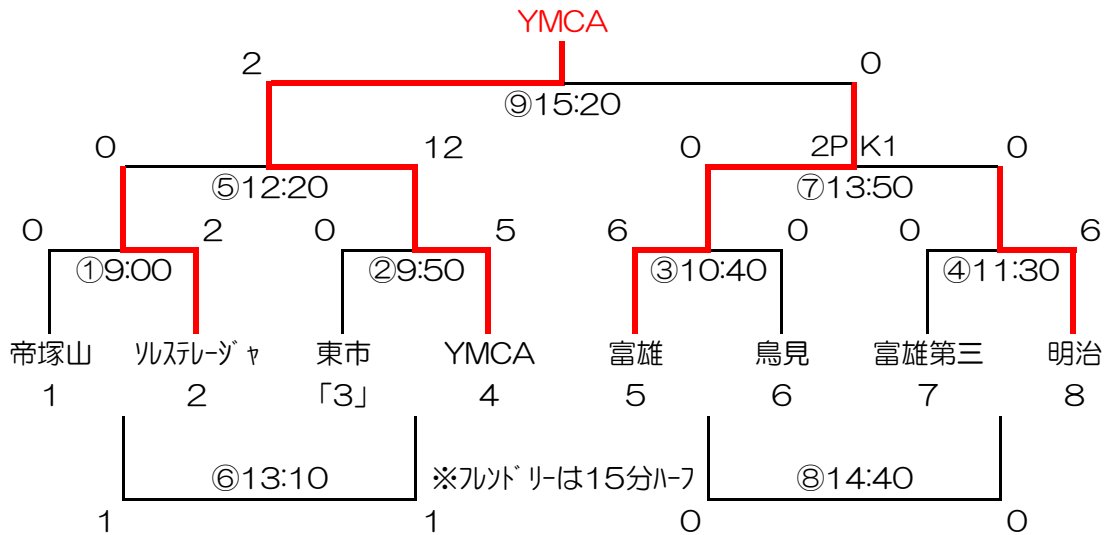 YMCA
2 0
⑨15:20
0 12 0 2P K1 0
⑤12:20 ⑦13:50
0 2 0 5 6 0 0 6
①9:00 ②9:50 ③10:40 ④11:30
帝塚山 ソレステレージャ 東市 YMCA 富雄 鳥見 富雄第三 明治
1 2 「3」 4 5 6 7 8
⑥13:10 ※フレンドリーは15分ハーフ ⑧14:40
1 1 0 0